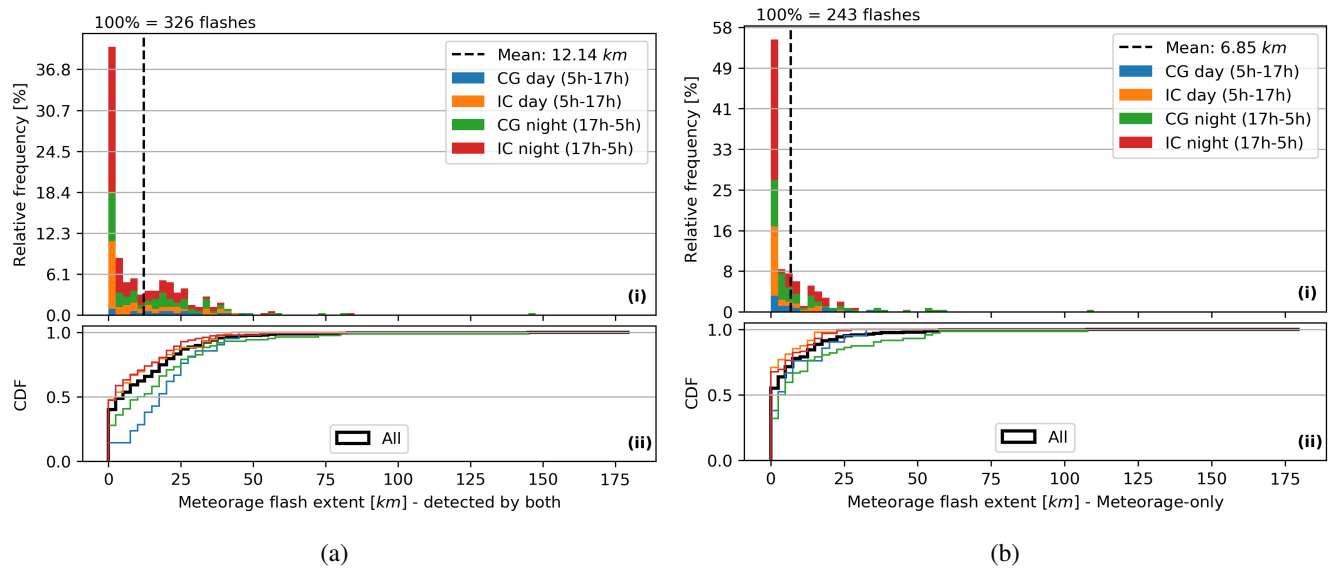 100% = 326 flashes
Relative frequency [%]
36.8
30.7
24.5
18.4
12.3
6.1
0.0
Mean: 12.14 km
CG day (5h-17h)
IC day (5h-17h)
CG night (17h-5h)
IC night (17h-5h)
(i)
CDF
1.0
0.5
0.0
All
(ii)
0 25 50 75 100 125 150 175
Meteorage flash extent [km] - detected by both
(a)
100% = 243 flashes
Relative frequency [%]
58
49
41
33
25
16
8
0
Mean: 6.85 km
CG day (5h-17h)
IC day (5h-17h)
CG night (17h-5h)
IC night (17h-5h)
(i)
CDF
1.0
0.5
0.0
All
(ii)
0 25 50 75 100 125 150 175
Meteorage flash extent [km] - Meteorage-only
(b)